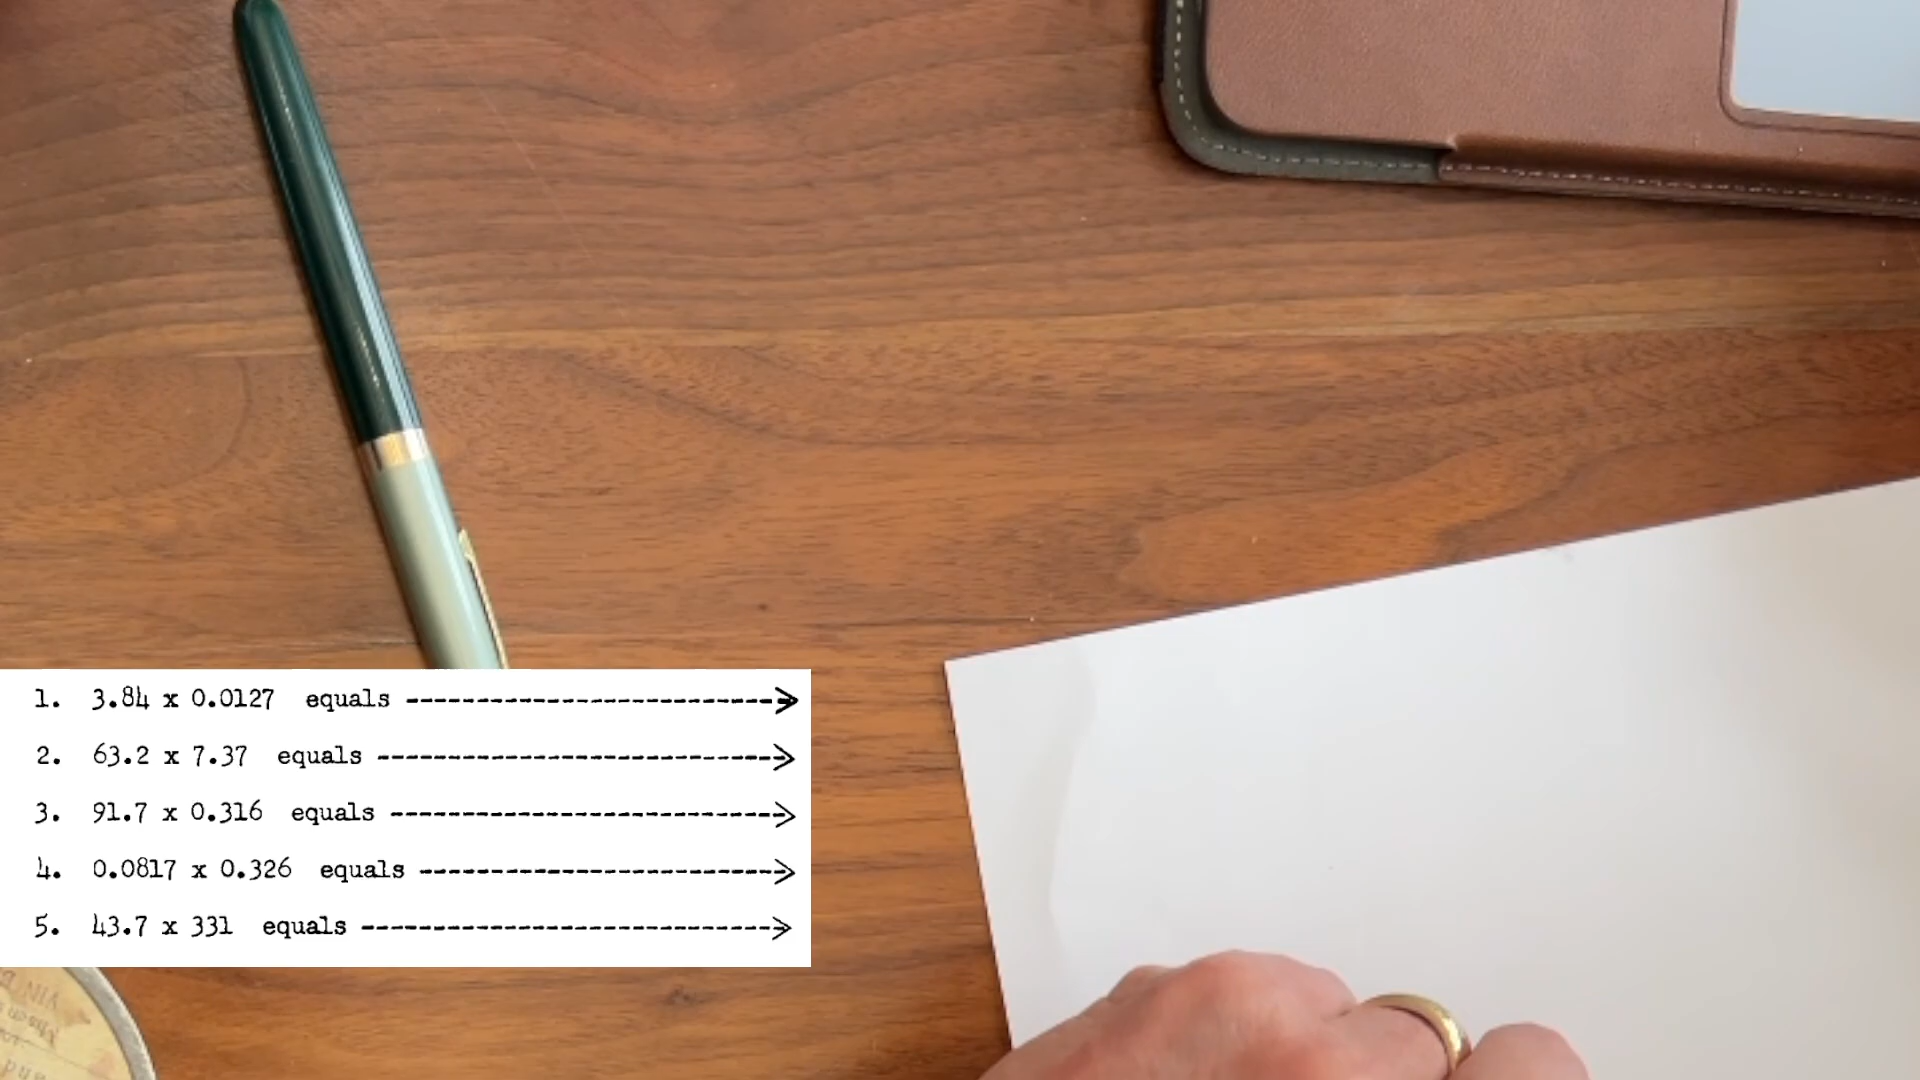 1. 3.84 x 0.0127 equals ---------------------------->
2. 63.2 x 7.37 equals ------------------------------>
3. 91.7 x 0.316 equals ----------------------------->
4. 0.0817 x 0.326 equals --------------------------->
5. 43.7 x 331 equals ------------------------------->